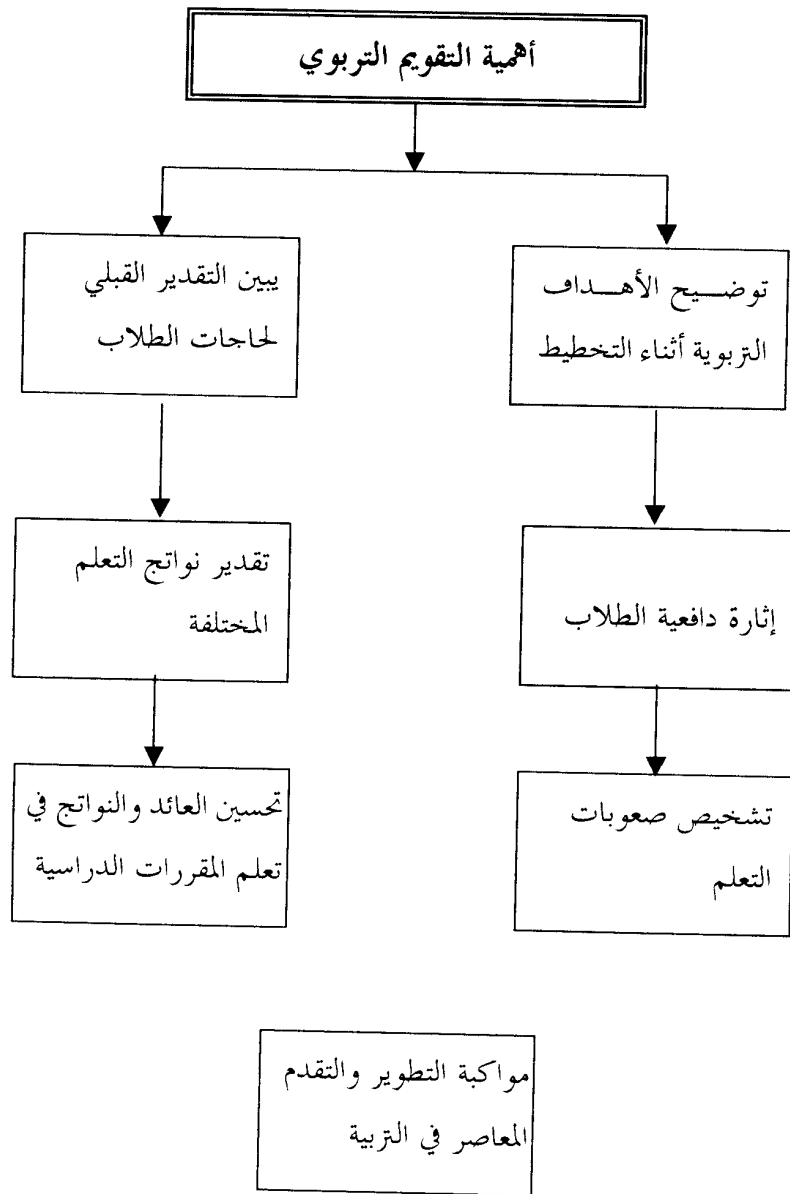 أهمية التقويم التربوي
توضيح الأهداف
التربوية أثناء التخطيط
يبين التقدير القبلي
لحاجات الطلاب
إثارة دافعية الطلاب
تقدير نواتج التعلم
المختلفة
تشخيص صعوبات
التعلم
تحسين العائد والنواتج في
تعلم المقررات الدراسية
مواكبة التطوير والتقدم
المعاصر في التربية